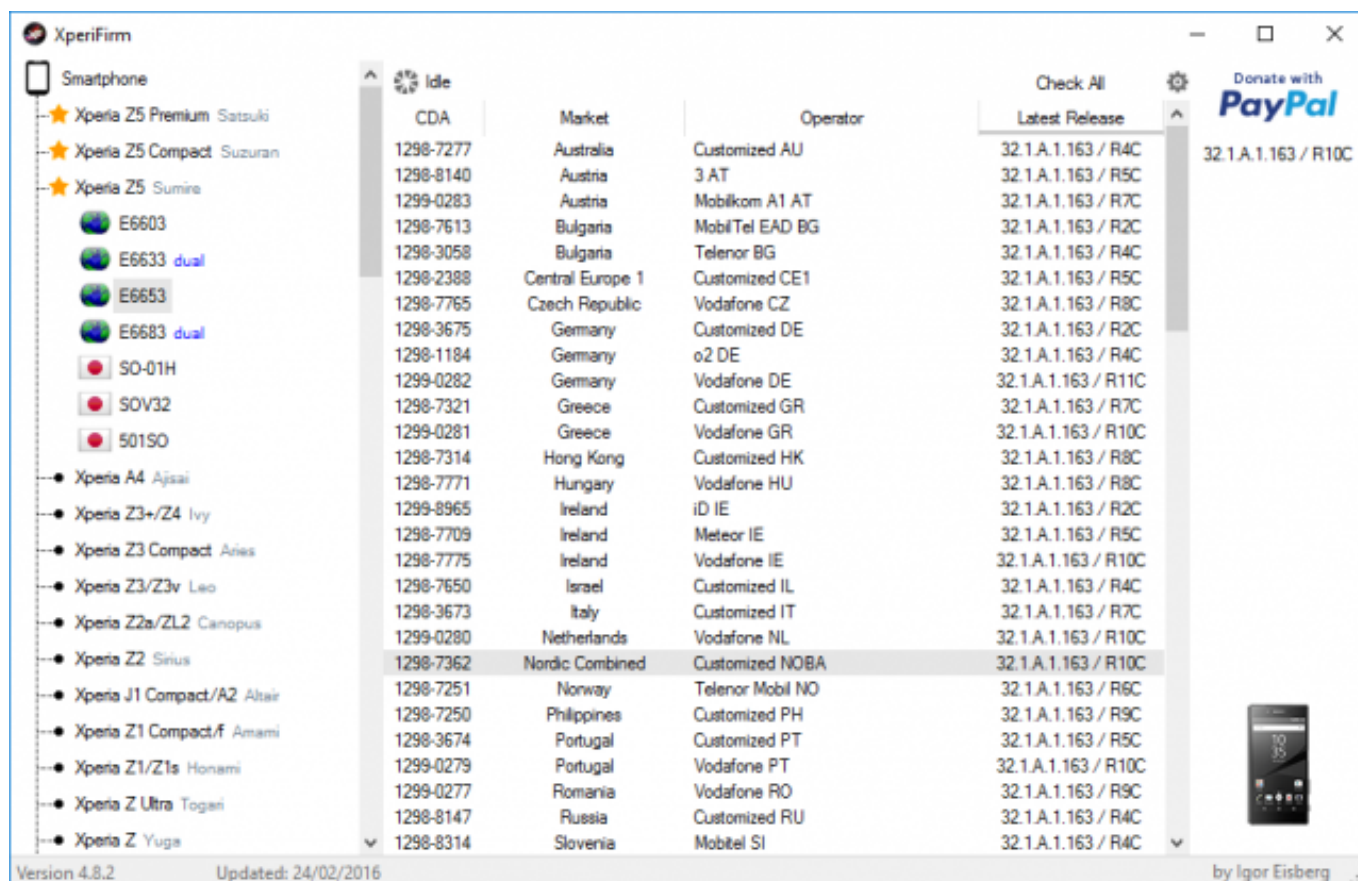 XperiFirm
Smartphone
Xperia Z5 Premium Satsuki
Xperia Z5 Compact Suzuran
Xperia Z5 Sumire
E6603
E6633 dual
E6653
E6683 dual
SO-01H
SOV32
501SO
Xperia A4 Ajisai
Xperia Z3+/Z4 Ivy
Xperia Z3 Compact Aries
Xperia Z3/Z3v Leo
Xperia Z2a/ZL2 Canopus
Xperia Z2 Sirius
Xperia J1 Compact/A2 Altair
Xperia Z1 Compact/f Amami
Xperia Z1/Z1s Honami
Xperia Z Ultra Togari
Xperia Z Yuga
Idle Check All
CDA Market Operator Latest Release
1298-7277 Australia Customized AU 32.1.A.1.163 / R4C
1298-8140 Austria 3 AT 32.1.A.1.163 / R5C
1299-0283 Austria Mobilkom A1 AT 32.1.A.1.163 / R7C
1298-7613 Bulgaria MobilTel EAD BG 32.1.A.1.163 / R2C
1298-3058 Bulgaria Telenor BG 32.1.A.1.163 / R4C
1298-2388 Central Europe 1 Customized CE1 32.1.A.1.163 / R5C
1298-7765 Czech Republic Vodafone CZ 32.1.A.1.163 / R8C
1298-3675 Germany Customized DE 32.1.A.1.163 / R2C
1298-1184 Germany o2 DE 32.1.A.1.163 / R4C
1299-0282 Germany Vodafone DE 32.1.A.1.163 / R11C
1298-7321 Greece Customized GR 32.1.A.1.163 / R7C
1299-0281 Greece Vodafone GR 32.1.A.1.163 / R10C
1298-7314 Hong Kong Customized HK 32.1.A.1.163 / R8C
1298-7771 Hungary Vodafone HU 32.1.A.1.163 / R8C
1299-8965 Ireland iD IE 32.1.A.1.163 / R2C
1298-7709 Ireland Meteor IE 32.1.A.1.163 / R5C
1298-7775 Ireland Vodafone IE 32.1.A.1.163 / R10C
1298-7650 Israel Customized IL 32.1.A.1.163 / R4C
1298-3673 Italy Customized IT 32.1.A.1.163 / R7C
1299-0280 Netherlands Vodafone NL 32.1.A.1.163 / R10C
1298-7362 Nordic Combined Customized NOBA 32.1.A.1.163 / R10C
1298-7251 Norway Telenor Mobil NO 32.1.A.1.163 / R6C
1298-7250 Philippines Customized PH 32.1.A.1.163 / R9C
1298-3674 Portugal Customized PT 32.1.A.1.163 / R5C
1299-0279 Portugal Vodafone PT 32.1.A.1.163 / R10C
1299-0277 Romania Vodafone RO 32.1.A.1.163 / R9C
1298-8147 Russia Customized RU 32.1.A.1.163 / R4C
1298-8314 Slovenia Mobitel SI 32.1.A.1.163 / R4C
Donate with
PayPal
32.1.A.1.163 / R10C
10
35
Version 4.8.2 Updated: 24/02/2016 by Igor Eisberg